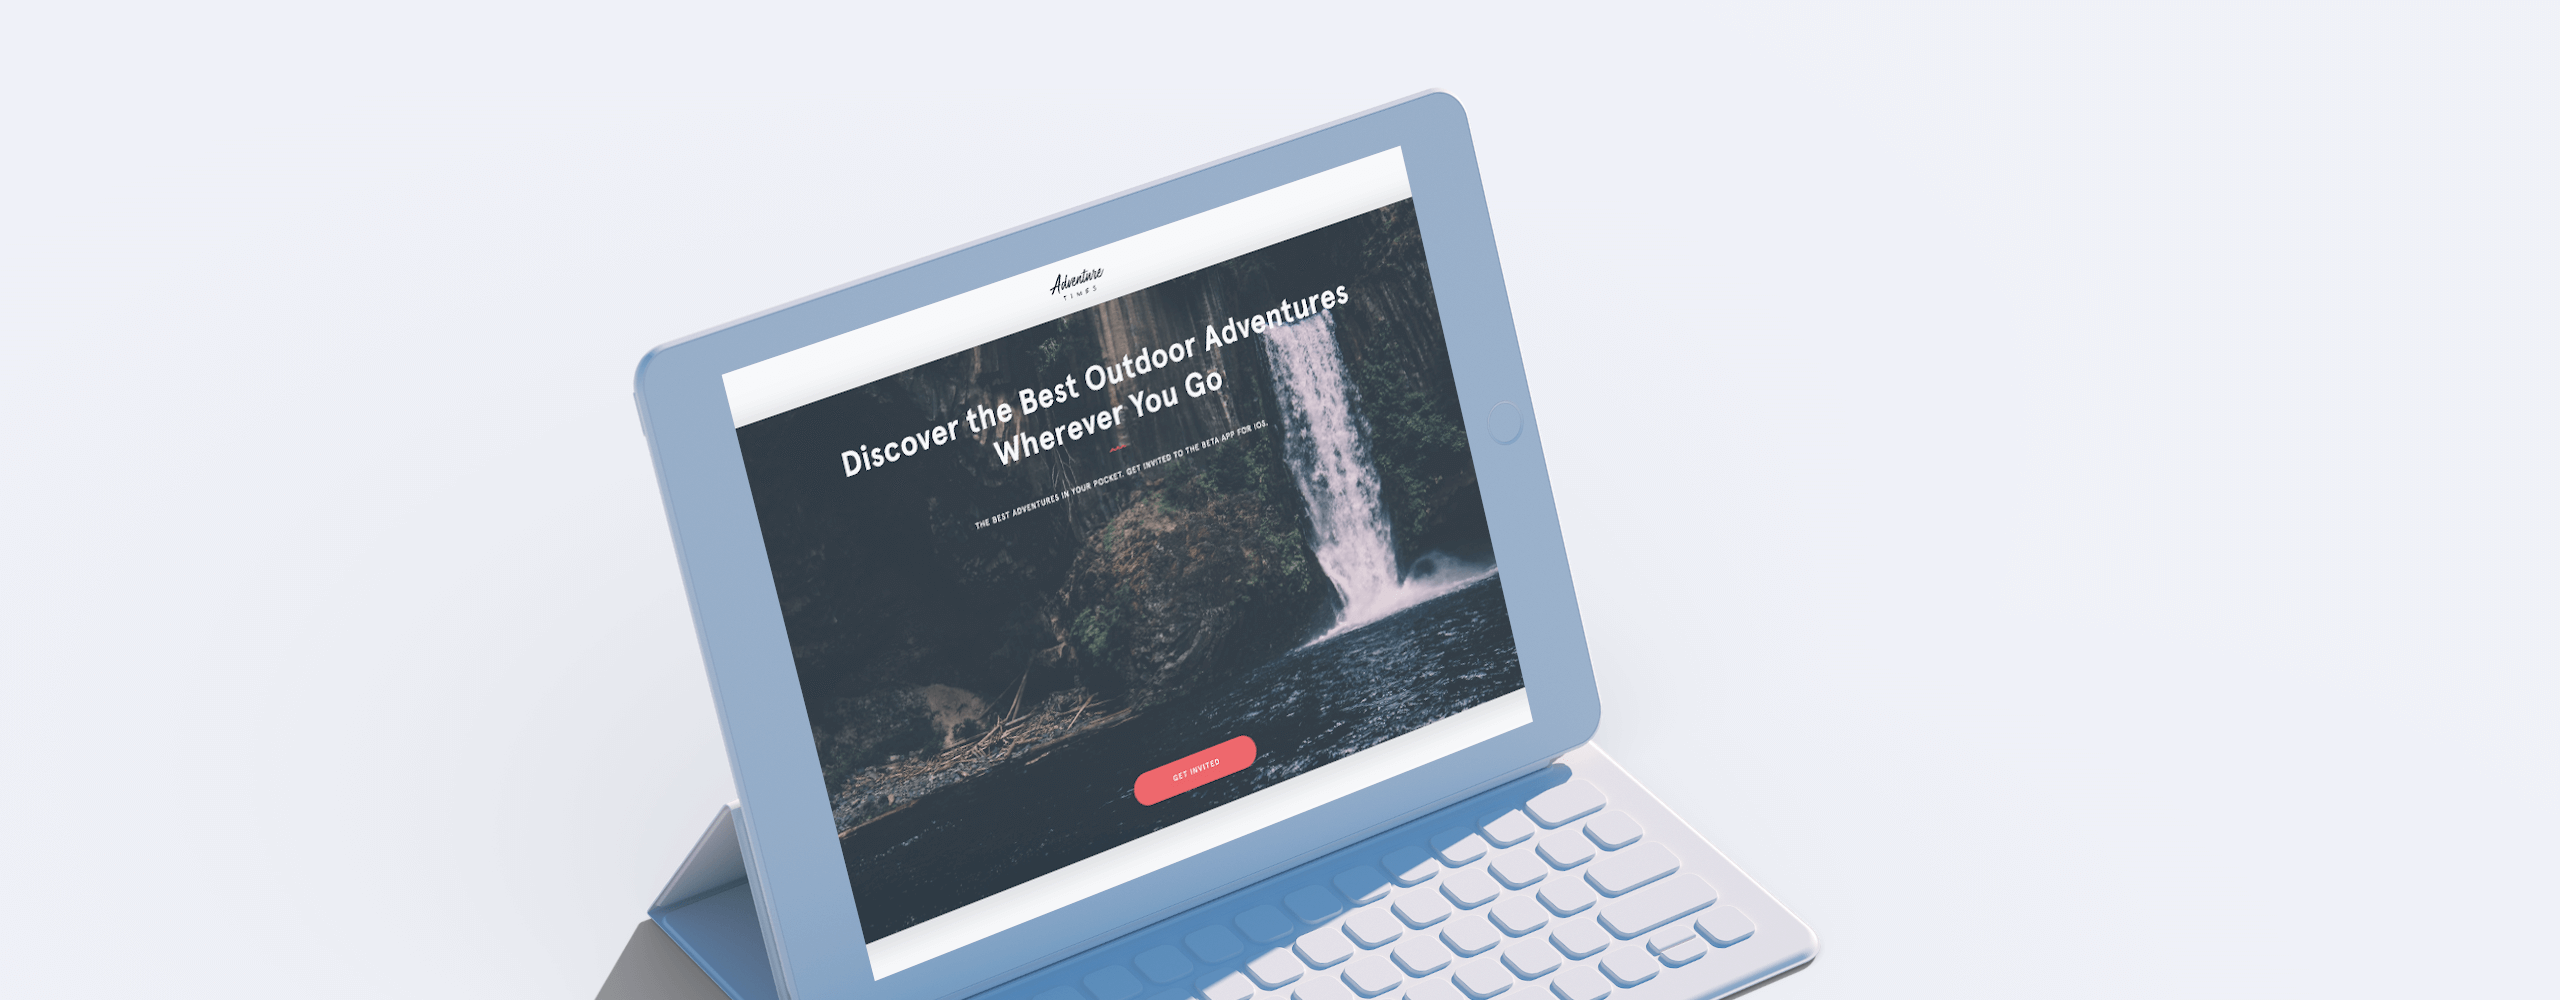 Adventure
TIMES
Discover the Best Outdoor Adventures
Wherever You Go
THE BEST ADVENTURES IN YOUR POCKET. GET INVITED TO THE BETA APP FOR IOS.
GET INVITED